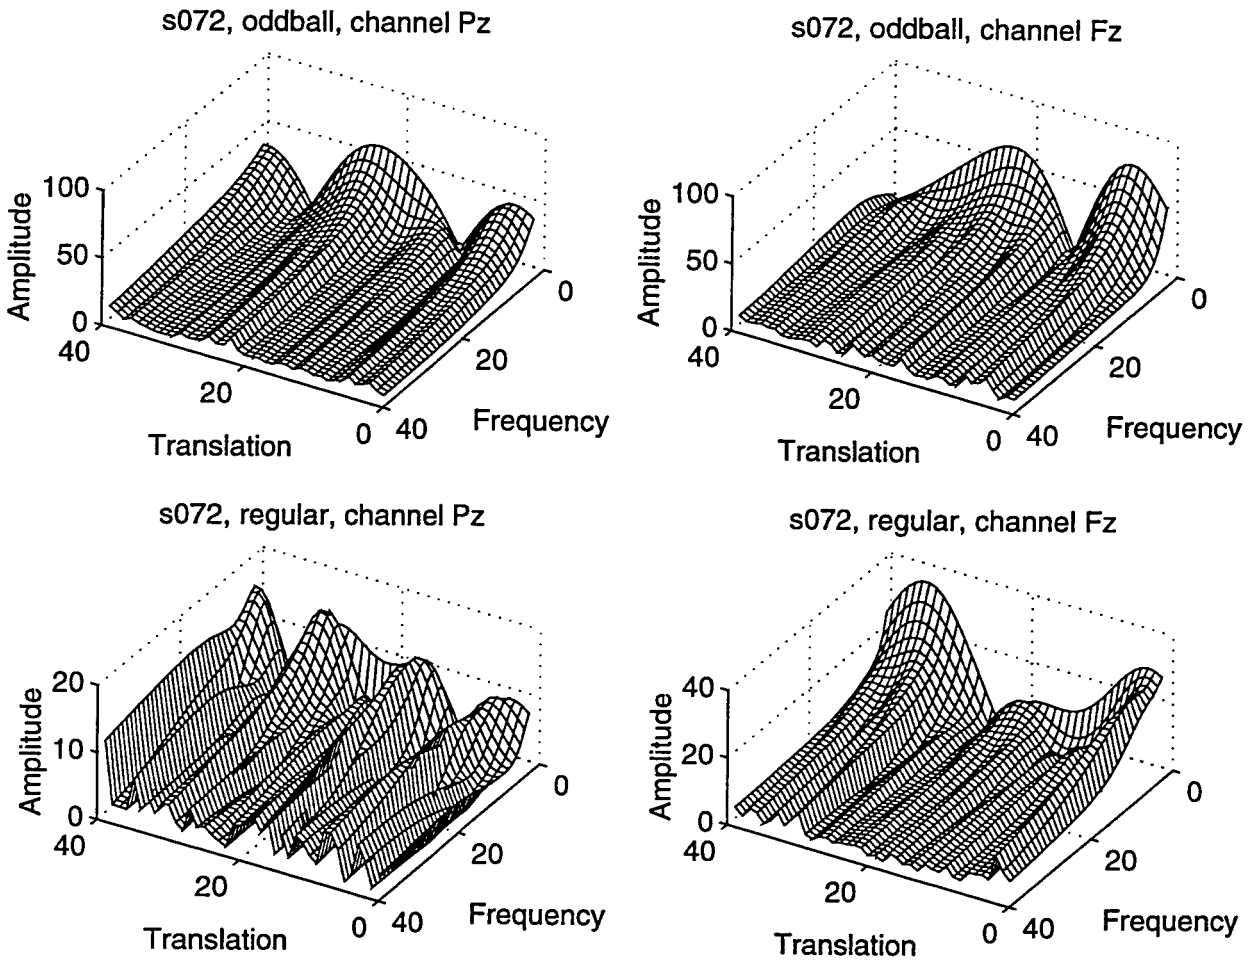 s072, oddball, channel Pz
100
50
0
Amplitude
40
20
0
Translation
40
20
0
Frequency
s072, oddball, channel Fz
100
50
0
Amplitude
40
20
0
Translation
40
20
0
Frequency
s072, regular, channel Pz
20
10
0
Amplitude
40
20
0
Translation
40
20
0
Frequency
s072, regular, channel Fz
40
20
0
Amplitude
40
20
0
Translation
40
20
0
Frequency